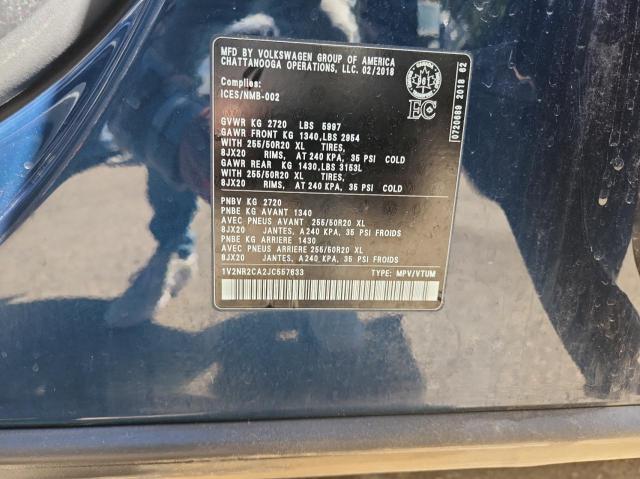 MFD BY VOLKSWAGEN GROUP OF AMERICA
CHATTANOOGA OPERATIONS, LLC. 02/2018
Complies:
ICES/NMB-002
EC
0720689 2018 62
GVWR KG 2720 LBS 5997
GAWR FRONT KG 1340,LBS 2954
WITH 255/50R20 XL TIRES,
8JX20 RIMS, AT 240 KPA, 35 PSI COLD
GAWR REAR KG 1430,LBS 3153L
WITH 255/50R20 XL TIRES,
8JX20 RIMS, AT 240 KPA, 35 PSI COLD
PNBV KG 2720
PNBE KG AVANT 1340
AVEC PNEUS AVANT 255/50R20 XL
8JX20 JANTES, A 240 KPA, 35 PSI FROIDS
PNBE KG ARRIERE 1430
AVEC PNEUS ARRIERE 255/50R20 XL
8JX20 JANTES, A 240 KPA, 35 PSI FROIDS
1V2NR2CA2JC557633 TYPE: MPV/VTUM